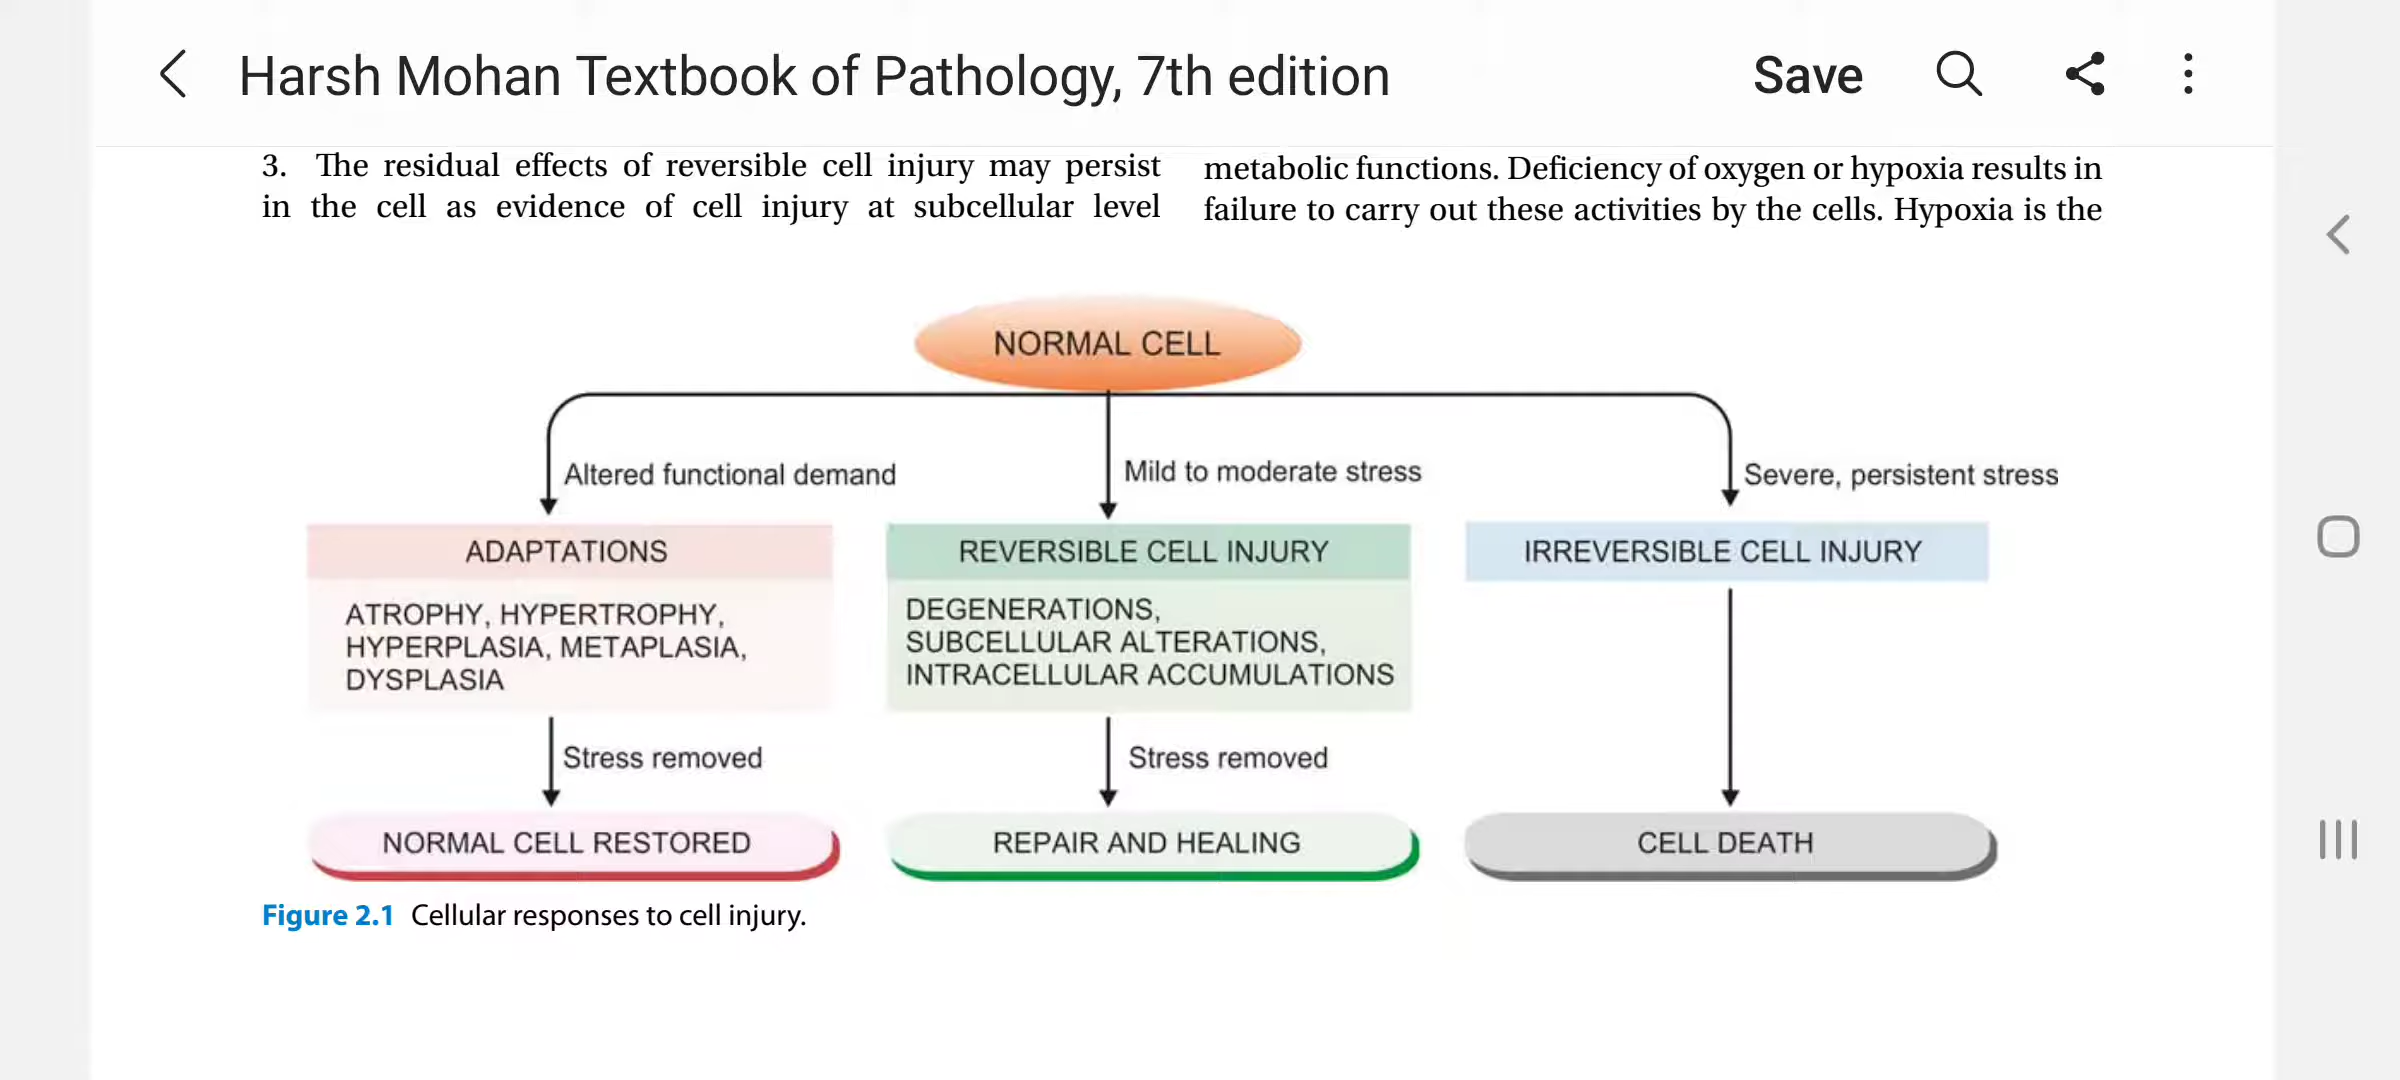 Harsh Mohan Textbook of Pathology, 7th edition
Save
3. The residual effects of reversible cell injury may persist
in the cell as evidence of cell injury at subcellular level
metabolic functions. Deficiency of oxygen or hypoxia results in
failure to carry out these activities by the cells. Hypoxia is the
NORMAL CELL
Altered functional demand
Mild to moderate stress
Severe, persistent stress
ADAPTATIONS
ATROPHY, HYPERTROPHY,
HYPERPLASIA, METAPLASIA,
DYSPLASIA
REVERSIBLE CELL INJURY
DEGENERATIONS,
SUBCELLULAR ALTERATIONS,
INTRACELLULAR ACCUMULATIONS
IRREVERSIBLE CELL INJURY
Stress removed
Stress removed
NORMAL CELL RESTORED
REPAIR AND HEALING
CELL DEATH
Figure 2.1 Cellular responses to cell injury.